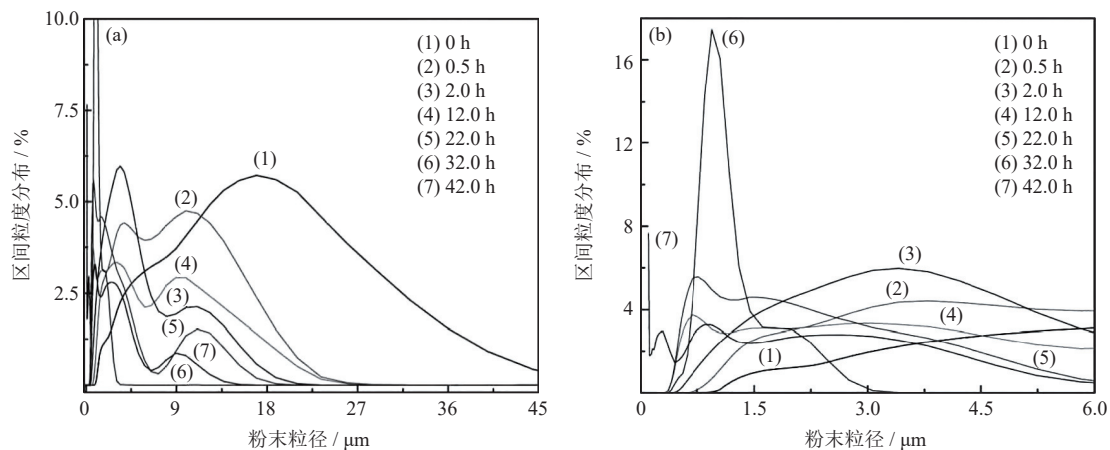 (a)
区间粒度分布 / %
10.0
7.5
5.0
2.5
0
9
18
27
36
45
粉末粒径 / μm
(1) 0 h
(2) 0.5 h
(3) 2.0 h
(4) 12.0 h
(5) 22.0 h
(6) 32.0 h
(7) 42.0 h
(1)
(2)
(4)
(3)
(5)
(7)
(6)
(b)
区间粒度分布 / %
16
12
8
4
0
1.5
3.0
4.5
6.0
粉末粒径 / μm
(1) 0 h
(2) 0.5 h
(3) 2.0 h
(4) 12.0 h
(5) 22.0 h
(6) 32.0 h
(7) 42.0 h
(6)
(7)
(3)
(2)
(4)
(1)
(5)